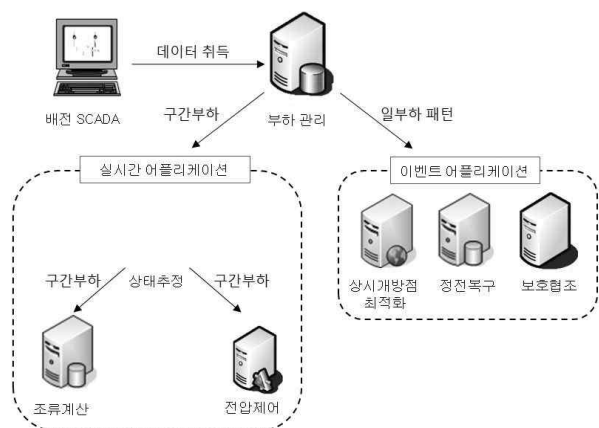 데이터 취득
배전 SCADA
구간부하
부하 관리
일부하 패턴
실시간 어플리케이션
이벤트 어플리케이션
상시개방점
최적화
정전복구
보호협조
구간부하
상태추정
구간부하
조류계산
전압제어